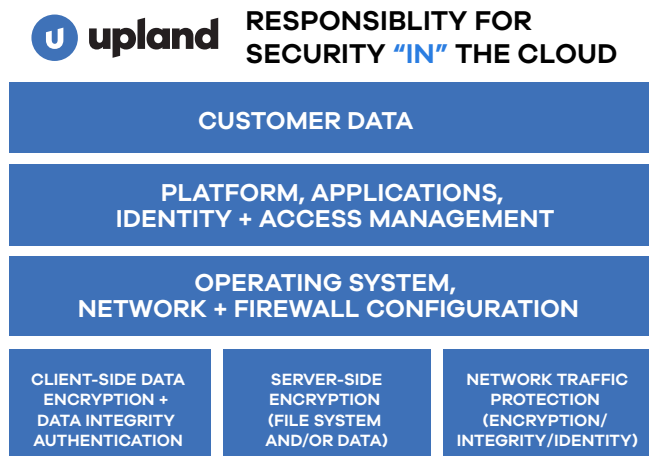 upland
RESPONSIBLITY FOR
SECURITY “IN” THE CLOUD
CUSTOMER DATA
PLATFORM, APPLICATIONS,
IDENTITY + ACCESS MANAGEMENT
OPERATING SYSTEM,
NETWORK + FIREWALL CONFIGURATION
CLIENT-SIDE DATA
ENCRYPTION +
DATA INTEGRITY
AUTHENTICATION
SERVER-SIDE
ENCRYPTION
(FILE SYSTEM
AND/OR DATA)
NETWORK TRAFFIC
PROTECTION
(ENCRYPTION/
INTEGRITY/IDENTITY)